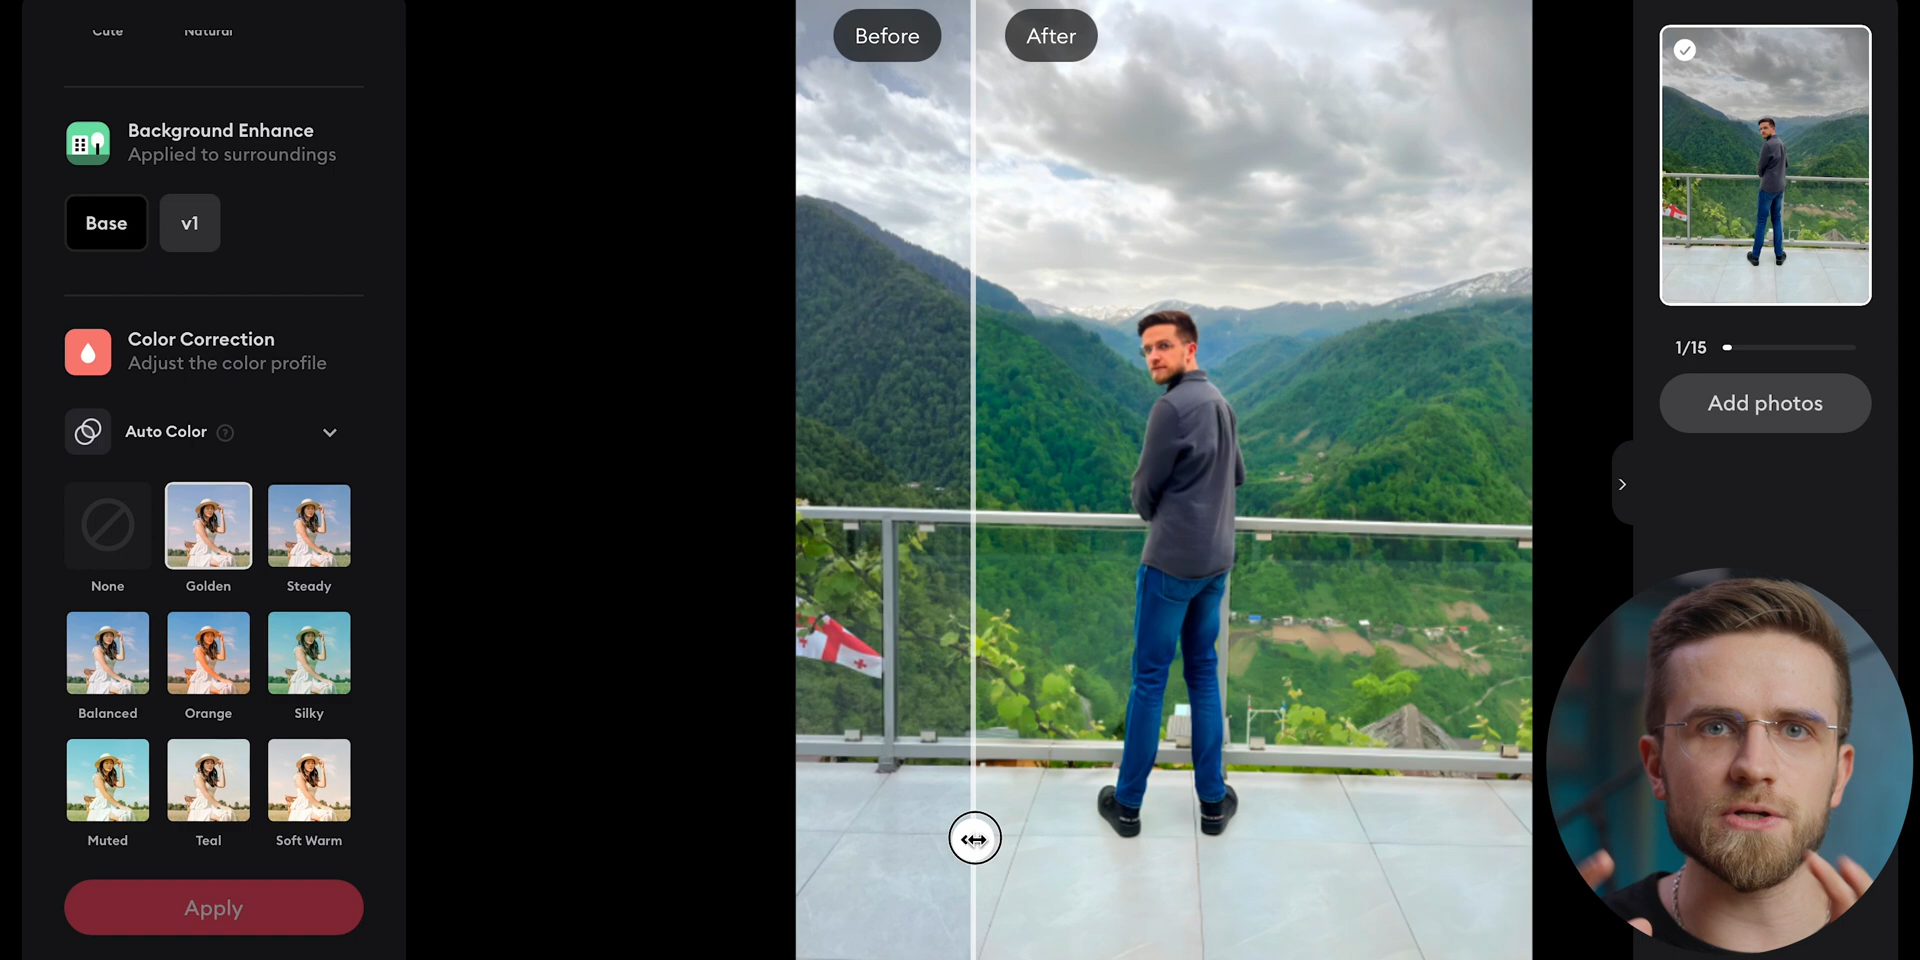 Cute Natural
Background Enhance
Applied to surroundings
Base v1
Color Correction
Adjust the color profile
Auto Color ?
None Golden Steady
Balanced Orange Silky
Muted Teal Soft Warm
Apply
Before After
1/15
Add photos